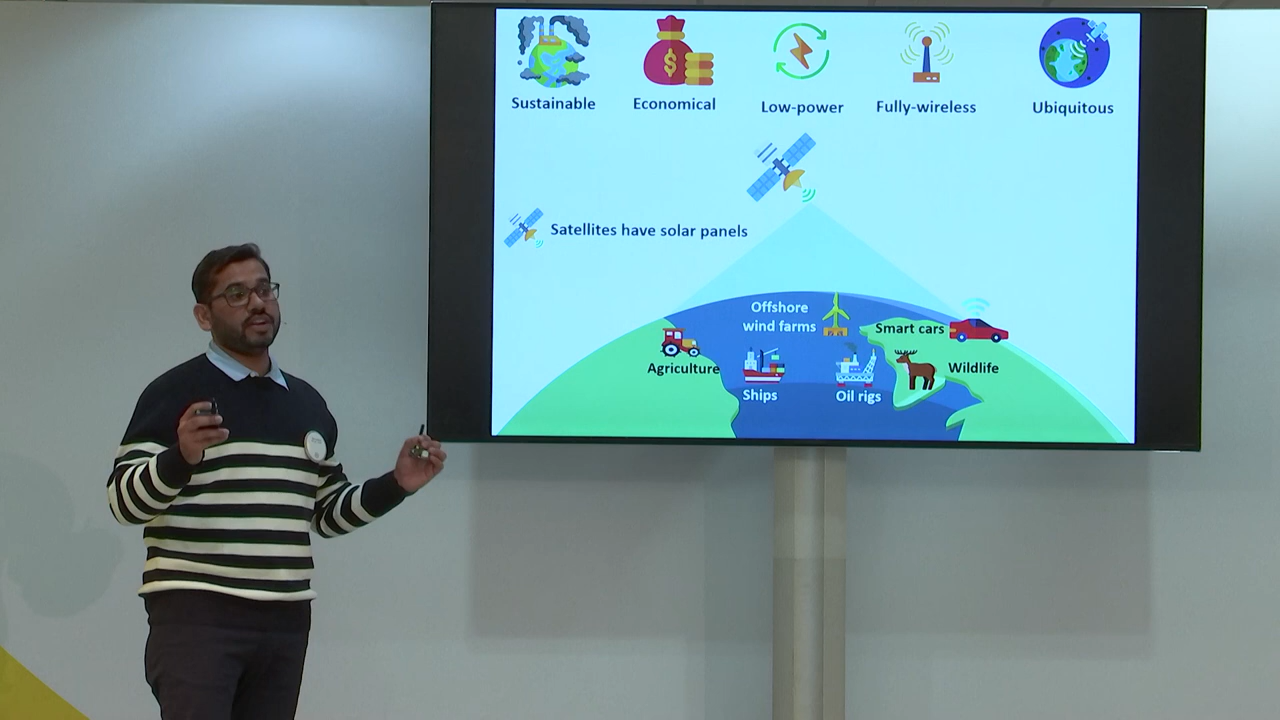 Sustainable
Economical
Low-power
Fully-wireless
Ubiquitous
Satellites have solar panels
Offshore
wind farms
Smart cars
Agriculture
Wildlife
Ships
Oil rigs